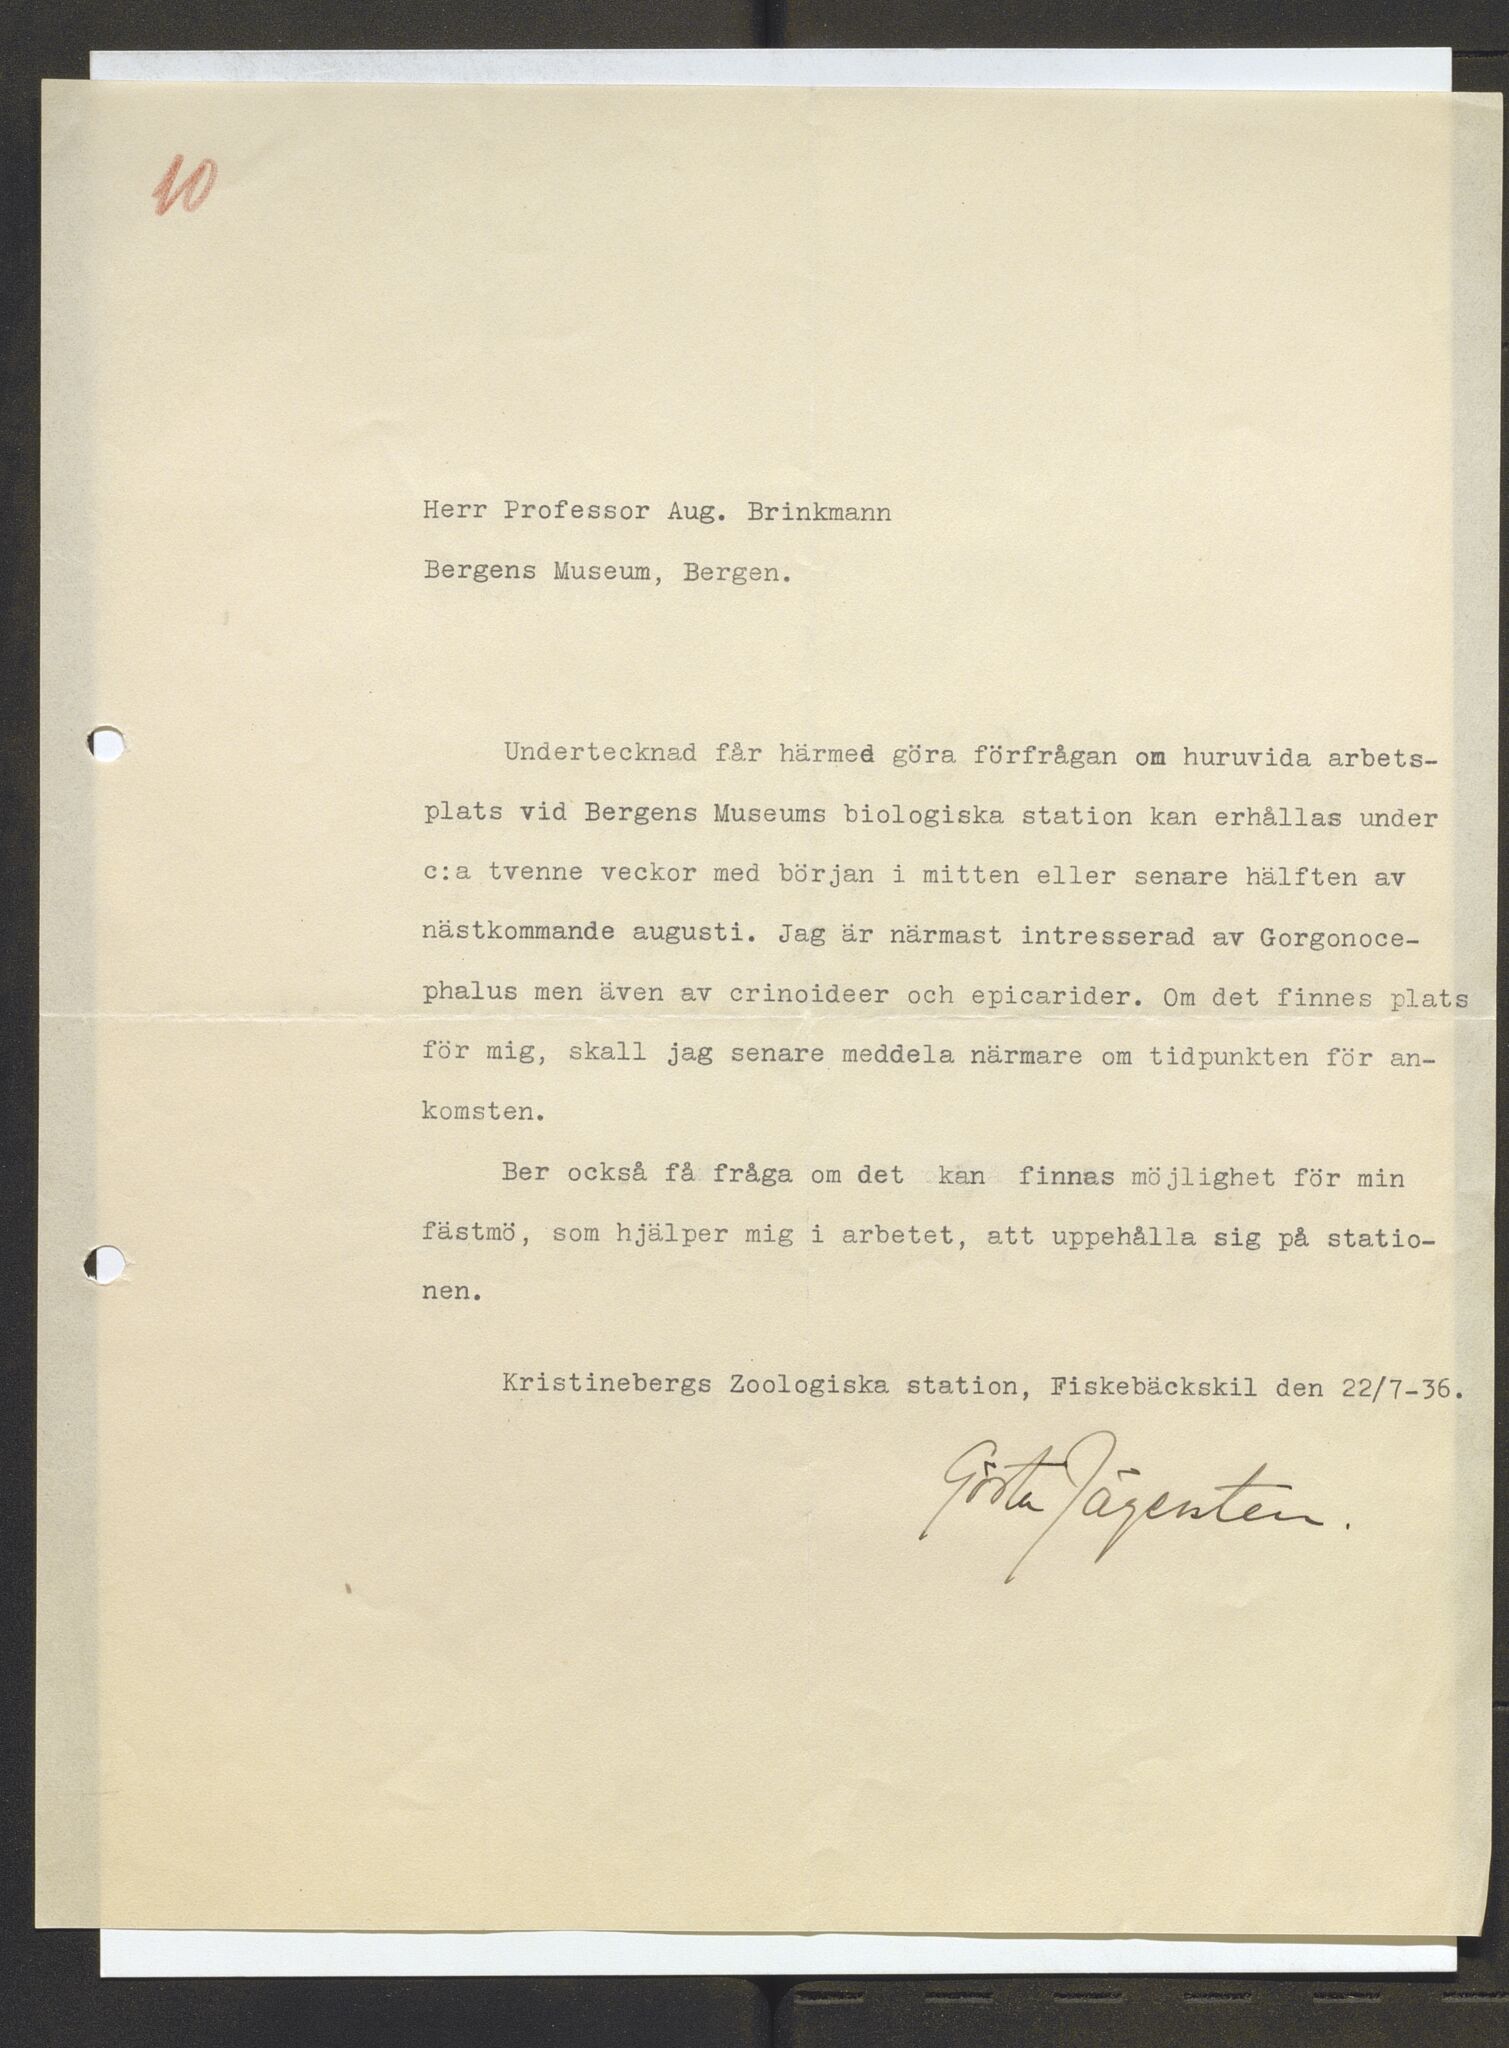 10
Herr Professor Aug. Brinkmann
Bergens Museum, Bergen.
Undertecknad får härmed göra förfrågan om huruvida arbets-
plats vid Bergens Museums biologiska station kan erhållas under
c:a tvenne veckor med början i mitten eller senare hälften av
nästkommande augusti. Jag är närmast intresserad av Gorgonoce-
phalus men även av crinoideer och epicarider. Om det finnes plats
för mig, skall jag senare meddela närmare om tidpunkten för an-
komsten.
Ber också få fråga om det kan finnas möjlighet för min
fästmö, som hjälper mig i arbetet, att uppehålla sig på statio-
nen.
Kristinebergs Zoologiska station, Fiskebäckskil den 22/7-36.
Gösta Jägersten.